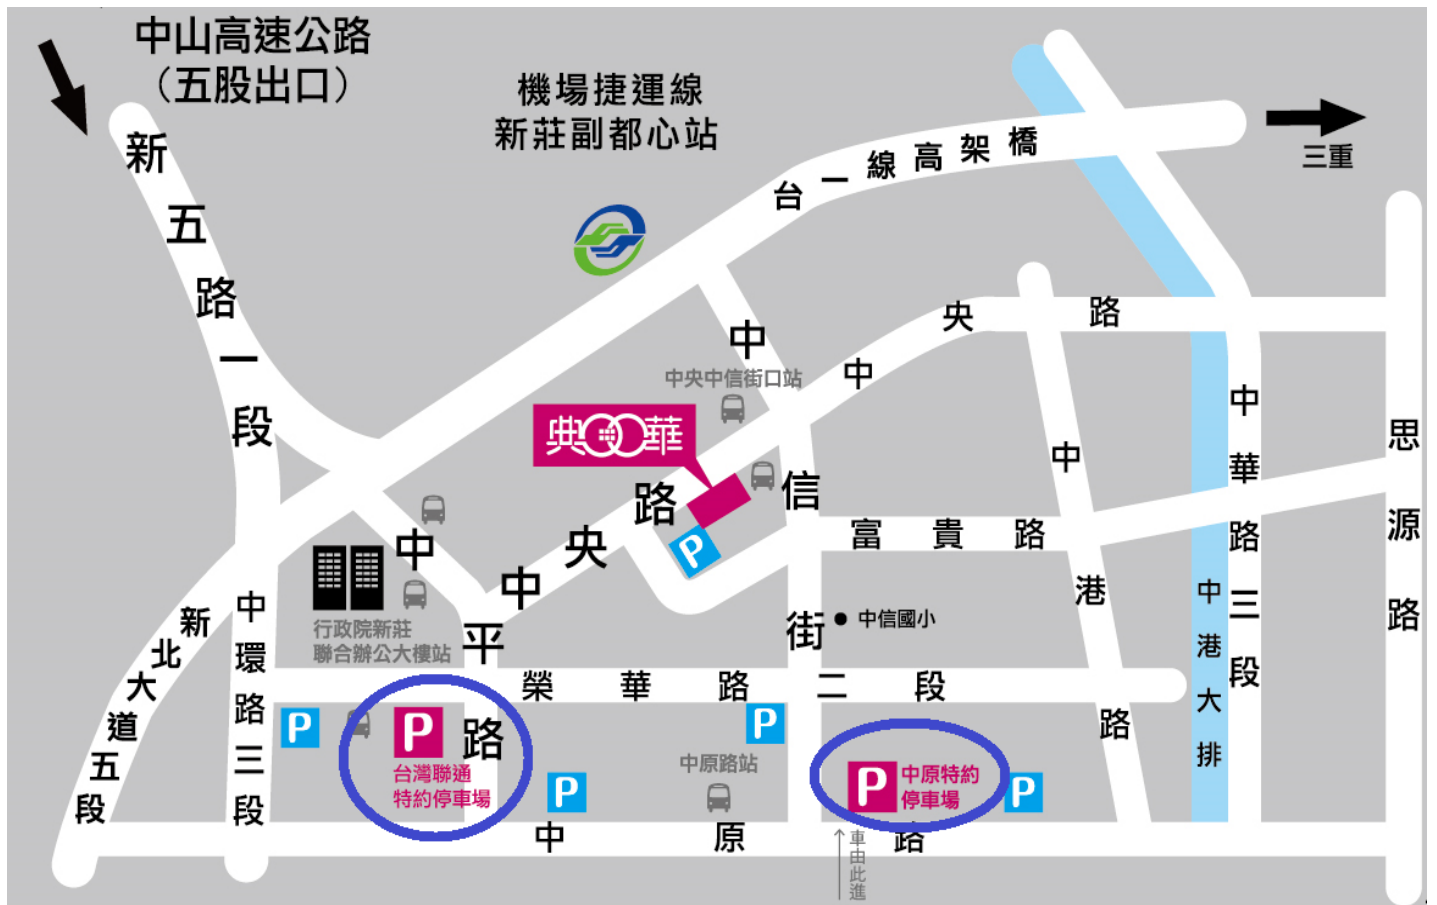 中山高速公路
（五股出口）
機場捷運線
新莊副都心站
三重
台一線高架橋
新五路一段
中央路
中央路
中信街
中央中信街口站
典華
P
富貴路
中港路
中華路三段
思源路
中港大排
中信國小
中平路
行政院新莊
聯合辦公大樓站
新北大道五段
中環路三段
榮華路二段
P
P
台灣聯通
特約停車場
P
P
中原路站
P
中原特約
停車場
P
中原路
車由此進